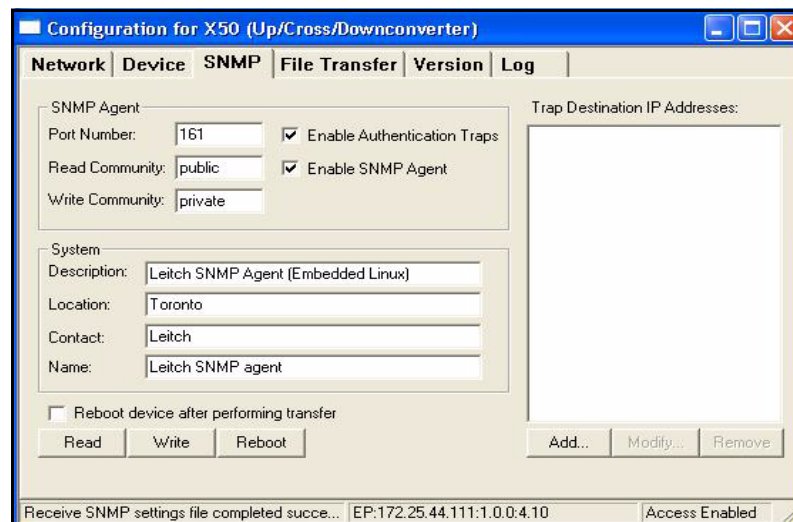 Configuration for X50 (Up/Cross/Downconverter)
Network Device SNMP File Transfer Version Log
SNMP Agent
Port Number: 161 Enable Authentication Traps
Read Community: public Enable SNMP Agent
Write Community: private
System
Description: Leitch SNMP Agent (Embedded Linux)
Location: Toronto
Contact: Leitch
Name: Leitch SNMP agent
Reboot device after performing transfer
Read Write Reboot
Trap Destination IP Addresses:
Add... Modify... Remove
Receive SNMP settings file completed succe... EP:172.25.44.111:1.0.0:4.10 Access Enabled